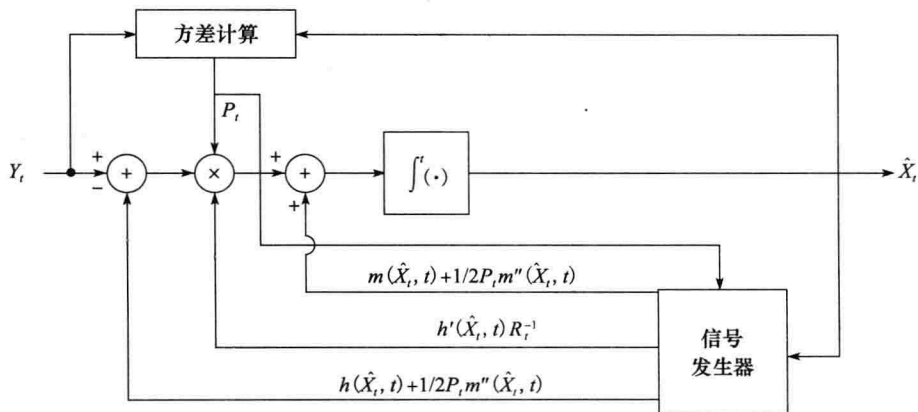 方差计算
P_t
Y_t
+
−
+
×
+
+
+
∫^t(·)
X̂_t
m(X̂_t, t)+1/2P_t m″(X̂_t, t)
h′(X̂_t, t)R_t^{-1}
h(X̂_t, t)+1/2P_t m″(X̂_t, t)
信号
发生器